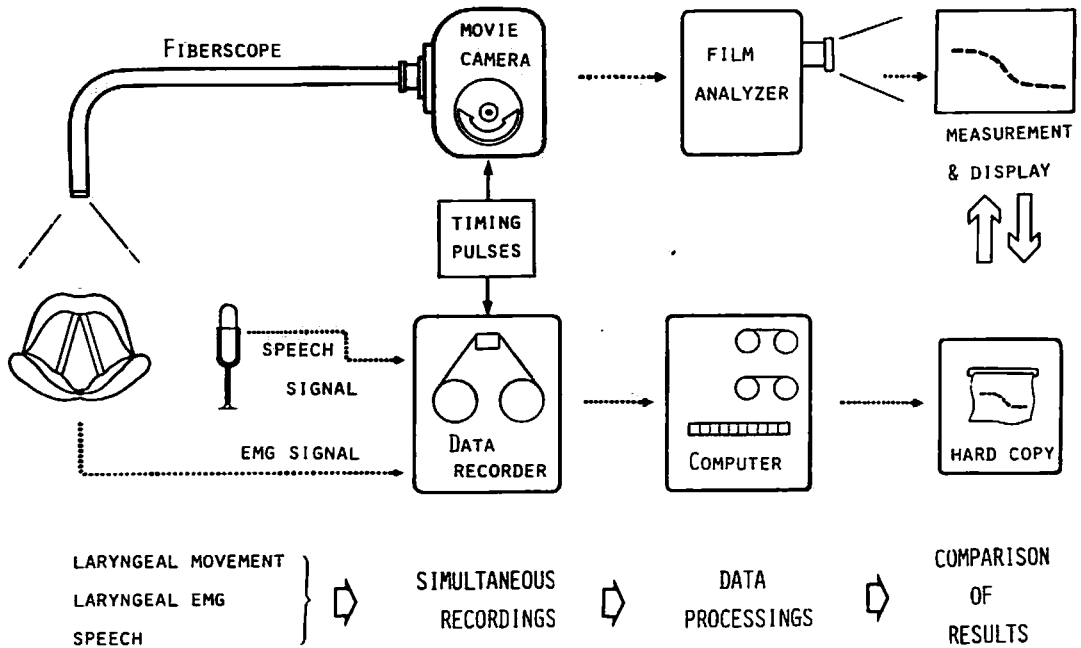 FIBERSCOPE
MOVIE
CAMERA
FILM
ANALYZER
MEASUREMENT
& DISPLAY
TIMING
PULSES
SPEECH
SIGNAL
EMG SIGNAL
DATA
RECORDER
COMPUTER
HARD COPY
LARYNGEAL MOVEMENT
LARYNGEAL EMG
SPEECH
SIMULTANEOUS
RECORDINGS
DATA
PROCESSINGS
COMPARISON
OF
RESULTS